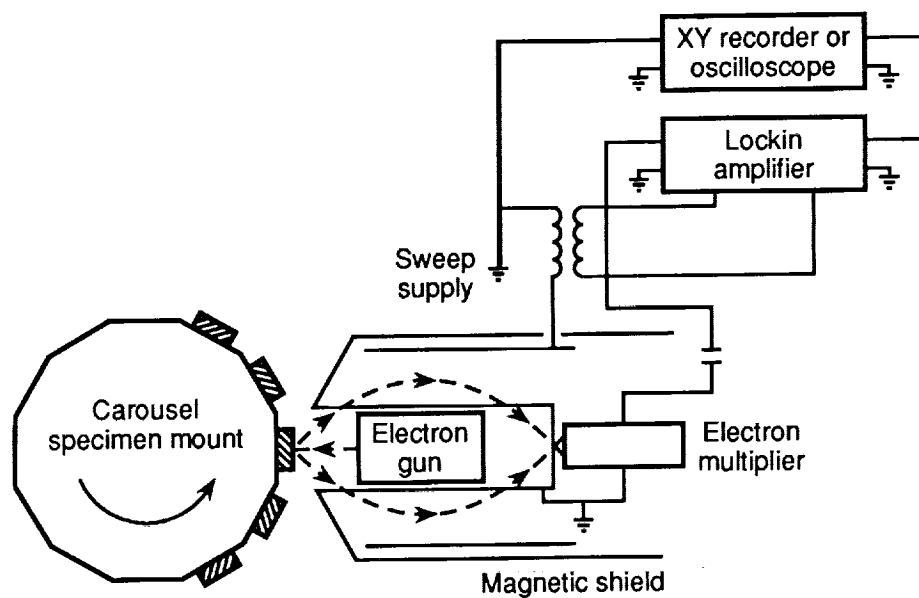 XY recorder or
oscilloscope
Lockin
amplifier
Sweep
supply
Carousel
specimen mount
Electron
gun
Electron
multiplier
Magnetic shield